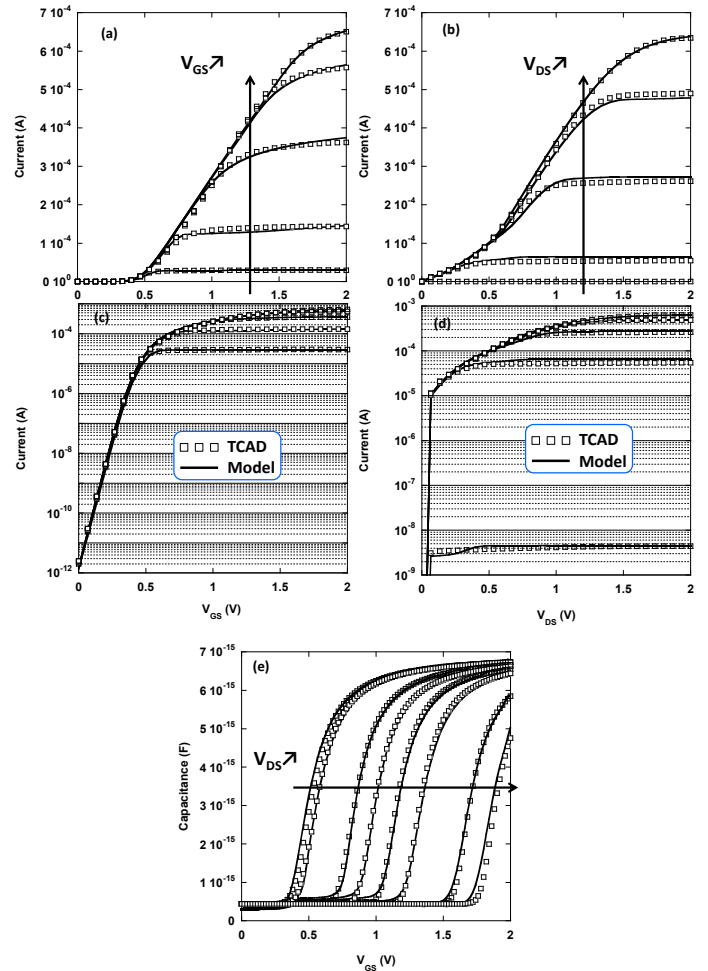 (a)
V_GS
Current (A)
7 10⁻⁴
6 10⁻⁴
5 10⁻⁴
4 10⁻⁴
3 10⁻⁴
2 10⁻⁴
1 10⁻⁴
0 10⁰
0 0.5 1 1.5 2
(b)
V_DS
Current (A)
7 10⁻⁴
6 10⁻⁴
5 10⁻⁴
4 10⁻⁴
3 10⁻⁴
2 10⁻⁴
1 10⁻⁴
0 10⁰
0 0.5 1 1.5 2
(c)
Current (A)
10⁻⁴
10⁻⁶
10⁻⁸
10⁻¹⁰
10⁻¹²
TCAD
Model
0 0.5 1 1.5 2
V_GS (V)
(d)
Current (A)
10⁻³
10⁻⁴
10⁻⁵
10⁻⁶
10⁻⁷
10⁻⁸
10⁻⁹
TCAD
Model
0 0.5 1 1.5 2
V_DS (V)
(e)
V_DS
Capacitance (F)
7 10⁻¹⁵
6 10⁻¹⁵
5 10⁻¹⁵
4 10⁻¹⁵
3 10⁻¹⁵
2 10⁻¹⁵
1 10⁻¹⁵
0
0 0.5 1 1.5 2
V_GS (V)